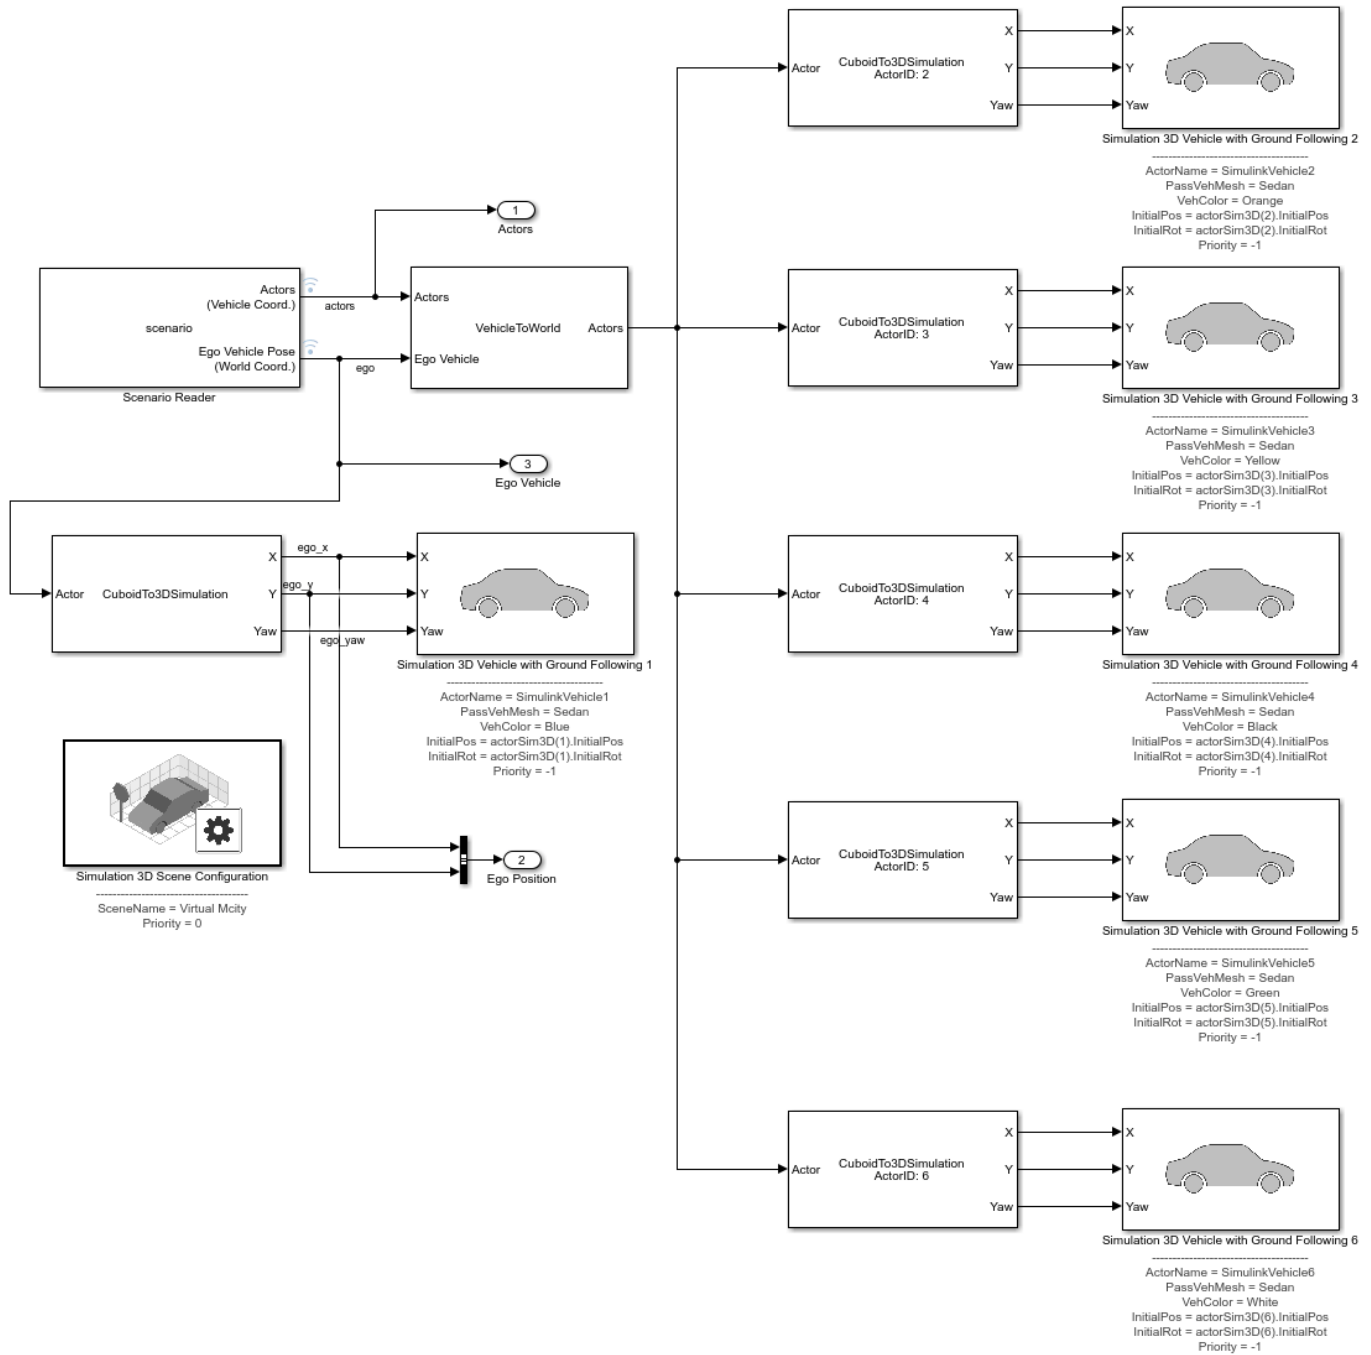 Actors
(Vehicle Coord.)
scenario
Ego Vehicle Pose
(World Coord.)
Scenario Reader
actors
ego
1
Actors
Actors
VehicleToWorld
Actors
Ego Vehicle
3
Ego Vehicle
Actor
CuboidTo3DSimulation
X
Y
Yaw
ego_x
ego_y
ego_yaw
X
Y
Yaw
Simulation 3D Vehicle with Ground Following 1
ActorName = SimulinkVehicle1
PassVehMesh = Sedan
VehColor = Blue
InitialPos = actorSim3D(1).InitialPos
InitialRot = actorSim3D(1).InitialRot
Priority = -1
Simulation 3D Scene Configuration
SceneName = Virtual Mcity
Priority = 0
2
Ego Position
Actor
CuboidTo3DSimulation
ActorID: 2
X
Y
Yaw
X
Y
Yaw
Simulation 3D Vehicle with Ground Following 2
ActorName = SimulinkVehicle2
PassVehMesh = Sedan
VehColor = Orange
InitialPos = actorSim3D(2).InitialPos
InitialRot = actorSim3D(2).InitialRot
Priority = -1
Actor
CuboidTo3DSimulation
ActorID: 3
X
Y
Yaw
X
Y
Yaw
Simulation 3D Vehicle with Ground Following 3
ActorName = SimulinkVehicle3
PassVehMesh = Sedan
VehColor = Yellow
InitialPos = actorSim3D(3).InitialPos
InitialRot = actorSim3D(3).InitialRot
Priority = -1
Actor
CuboidTo3DSimulation
ActorID: 4
X
Y
Yaw
X
Y
Yaw
Simulation 3D Vehicle with Ground Following 4
ActorName = SimulinkVehicle4
PassVehMesh = Sedan
VehColor = Black
InitialPos = actorSim3D(4).InitialPos
InitialRot = actorSim3D(4).InitialRot
Priority = -1
Actor
CuboidTo3DSimulation
ActorID: 5
X
Y
Yaw
X
Y
Yaw
Simulation 3D Vehicle with Ground Following 5
ActorName = SimulinkVehicle5
PassVehMesh = Sedan
VehColor = Green
InitialPos = actorSim3D(5).InitialPos
InitialRot = actorSim3D(5).InitialRot
Priority = -1
Actor
CuboidTo3DSimulation
ActorID: 6
X
Y
Yaw
X
Y
Yaw
Simulation 3D Vehicle with Ground Following 6
ActorName = SimulinkVehicle6
PassVehMesh = Sedan
VehColor = White
InitialPos = actorSim3D(6).InitialPos
InitialRot = actorSim3D(6).InitialRot
Priority = -1